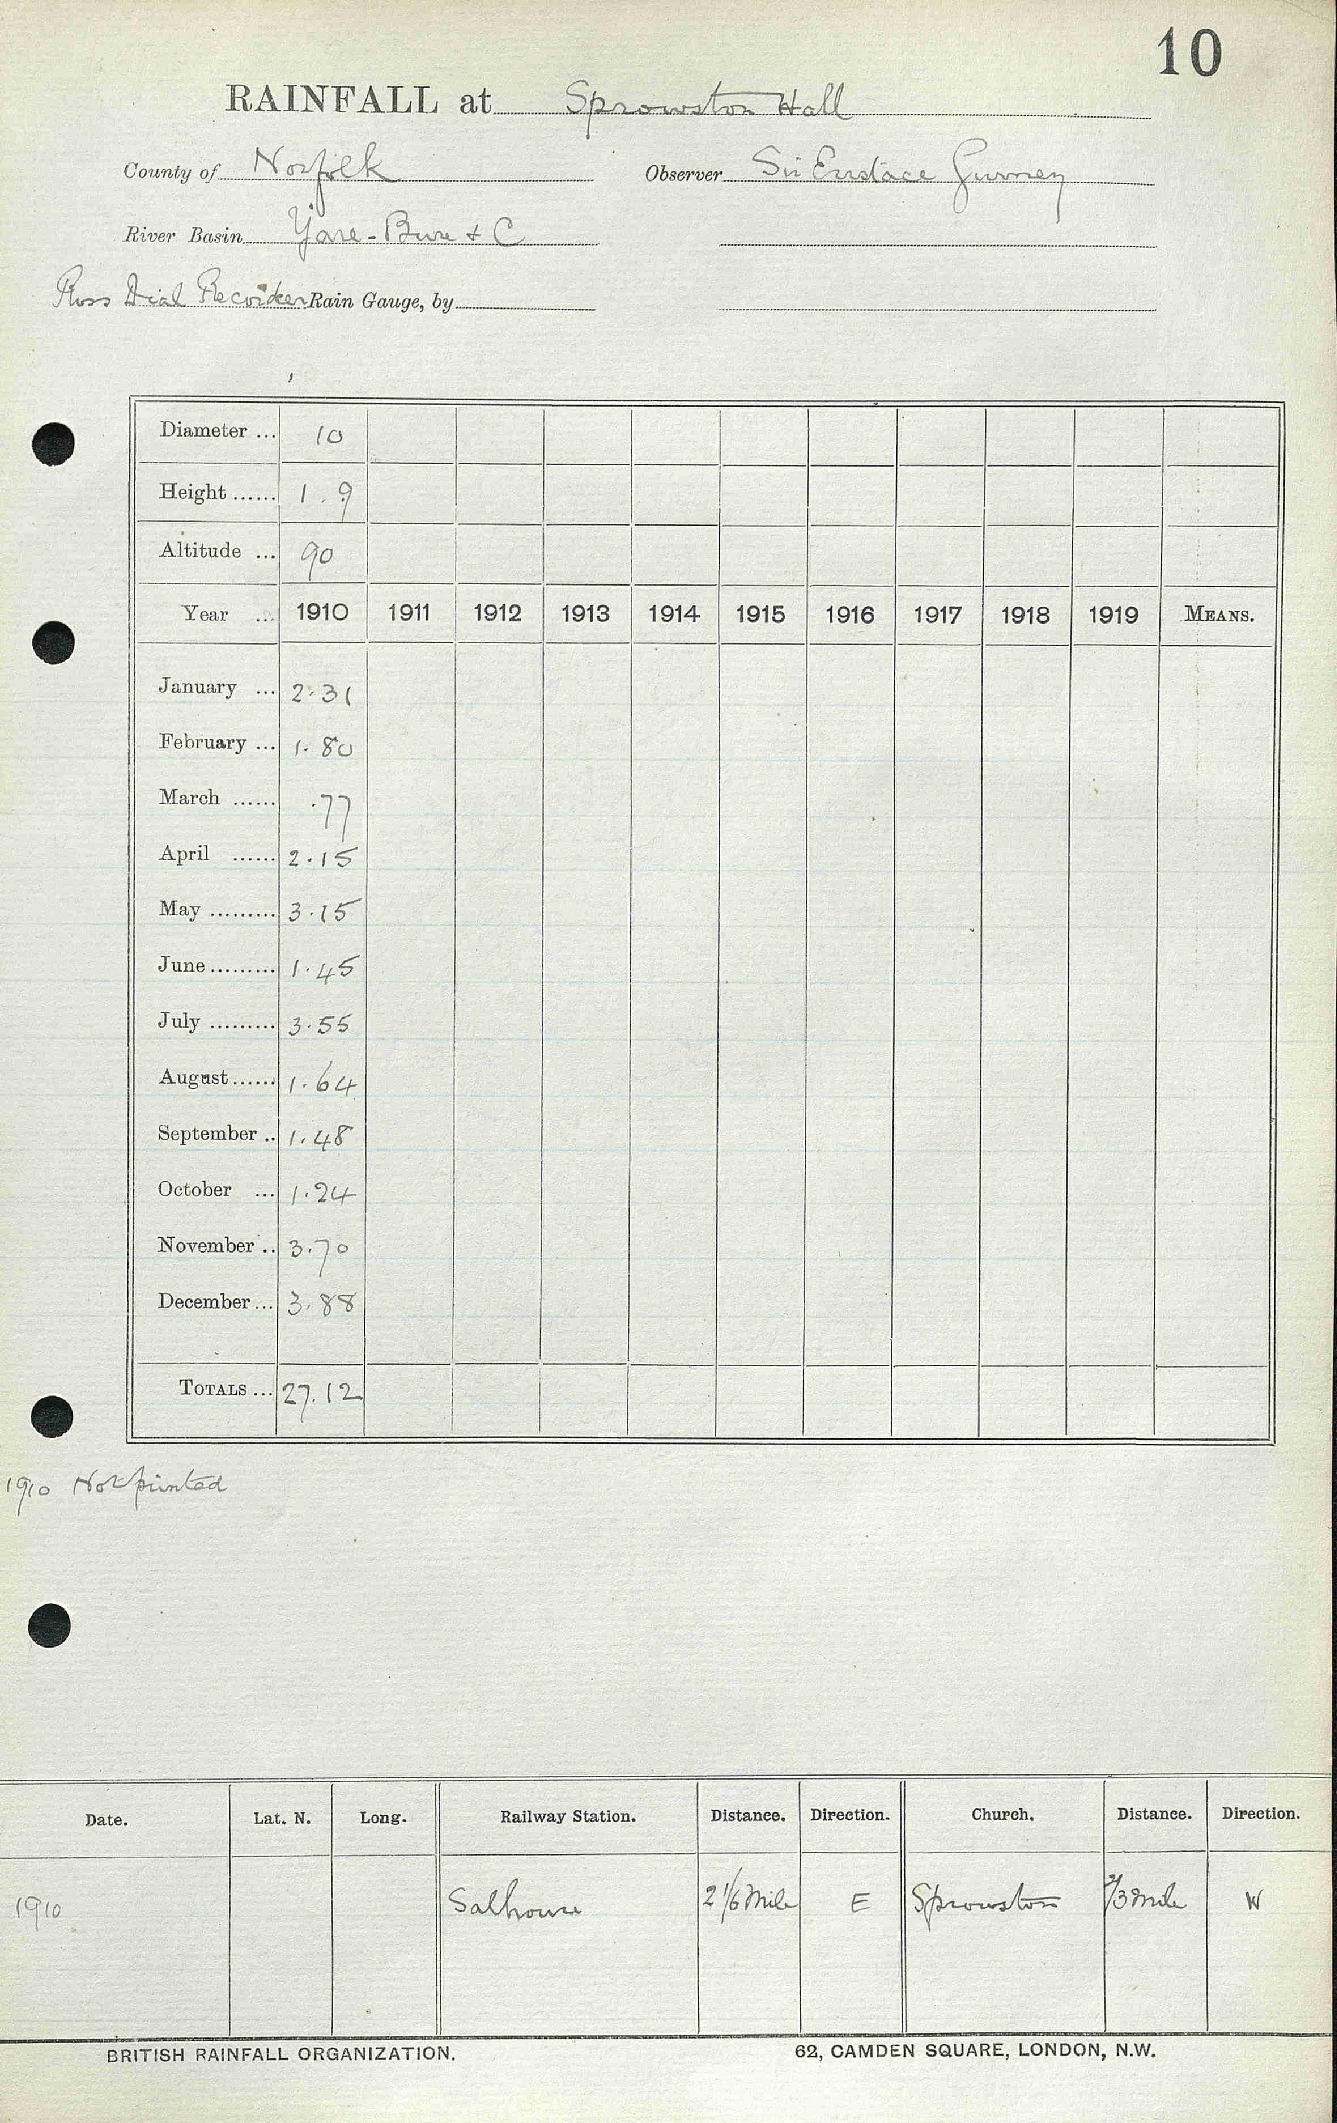 10
RAINFALL at Sprowston Hall
County of Norfolk Observer Sir Eustace Gurney
River Basin Yare-Bure & C
Ross Dial Recorder Rain Gauge, by
Diameter ... 10
Height ...... 1.9
Altitude ... 90
Year ... 1910 1911 1912 1913 1914 1915 1916 1917 1918 1919 MEANS.
January ... 2.31
February ... 1.80
March ...... .77
April ...... 2.15
May ......... 3.15
June......... 1.45
July ......... 3.55
August...... 1.64
September .. 1.48
October ... 1.24
November .. 3.70
December... 3.88
TOTALS ... 27.12
1910 Not printed
Date. Lat. N. Long. Railway Station. Distance. Direction. Church. Distance. Direction.
1910 Salhouse 2 1/6 Mile E Sprowston 2/3 mile W
BRITISH RAINFALL ORGANIZATION. 62, CAMDEN SQUARE, LONDON, N.W.